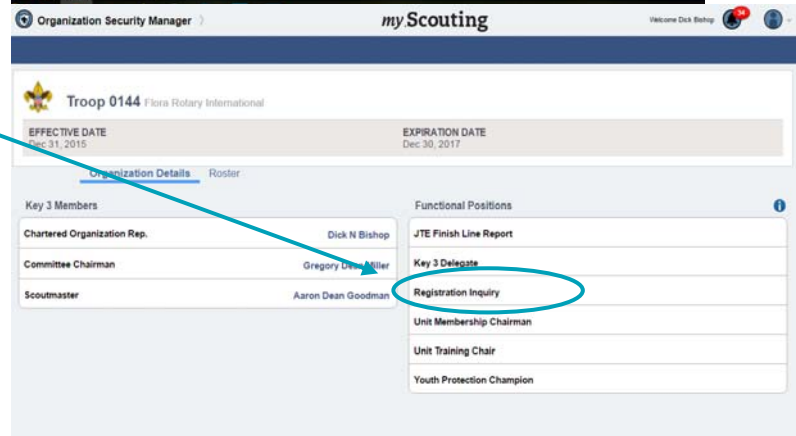 Organization Security Manager
my.Scouting
Welcome Dick Bishop
34
Troop 0144 Flora Rotary International
EFFECTIVE DATE
Dec 31, 2015
EXPIRATION DATE
Dec 30, 2017
Organization Details Roster
Key 3 Members
Chartered Organization Rep. Dick N Bishop
Committee Chairman Gregory Dean Miller
Scoutmaster Aaron Dean Goodman
Functional Positions
JTE Finish Line Report
Key 3 Delegate
Registration Inquiry
Unit Membership Chairman
Unit Training Chair
Youth Protection Champion